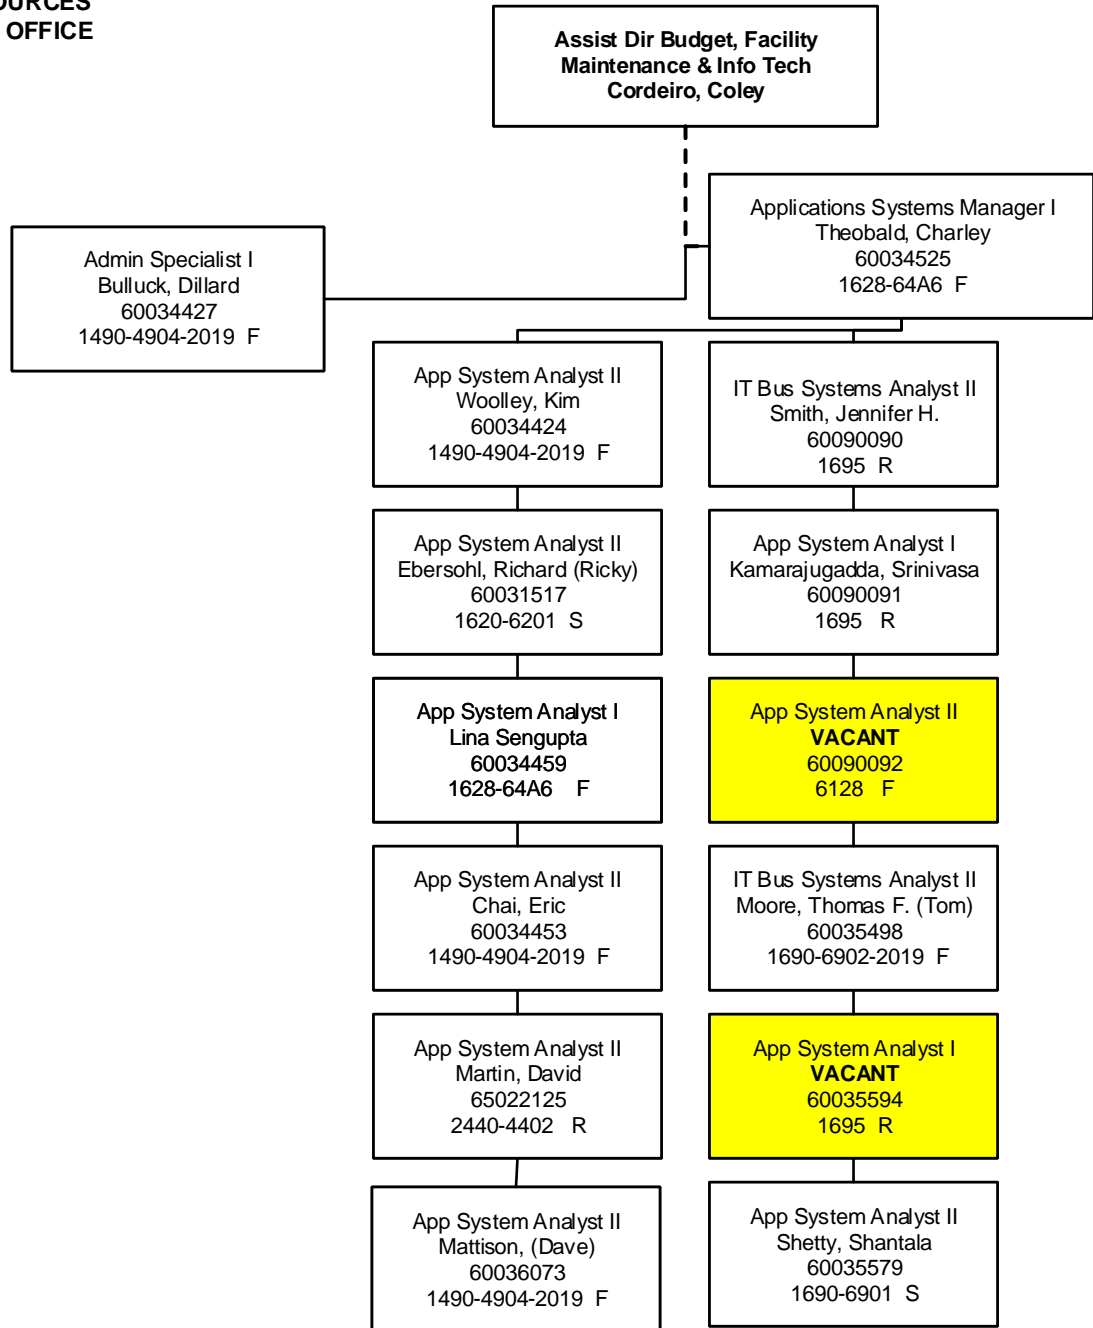 OFFICE
Assist Dir Budget, Facility
Maintenance & Info Tech
Cordeiro, Coley
Applications Systems Manager I
Theobald, Charley
60034525
1628-64A6 F
Admin Specialist I
Bulluck, Dillard
60034427
1490-4904-2019 F
App System Analyst II
Woolley, Kim
60034424
1490-4904-2019 F
IT Bus Systems Analyst II
Smith, Jennifer H.
60090090
1695 R
App System Analyst II
Ebersohl, Richard (Ricky)
60031517
1620-6201 S
App System Analyst I
Kamarajugadda, Srinivasa
60090091
1695 R
App System Analyst I
Lina Sengupta
60034459
1628-64A6 F
App System Analyst II
VACANT
60090092
6128 F
App System Analyst II
Chai, Eric
60034453
1490-4904-2019 F
IT Bus Systems Analyst II
Moore, Thomas F. (Tom)
60035498
1690-6902-2019 F
App System Analyst II
Martin, David
65022125
2440-4402 R
App System Analyst I
VACANT
60035594
1695 R
App System Analyst II
Mattison, (Dave)
60036073
1490-4904-2019 F
App System Analyst II
Shetty, Shantala
60035579
1690-6901 S